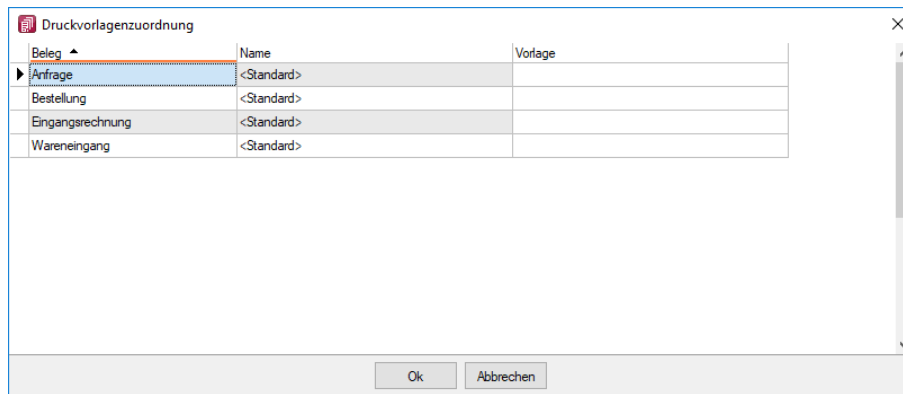 Druckvorlagenzuordnung
Beleg Name Vorlage
Anfrage <Standard>
Bestellung <Standard>
Eingangsrechnung <Standard>
Wareneingang <Standard>
Ok Abbrechen